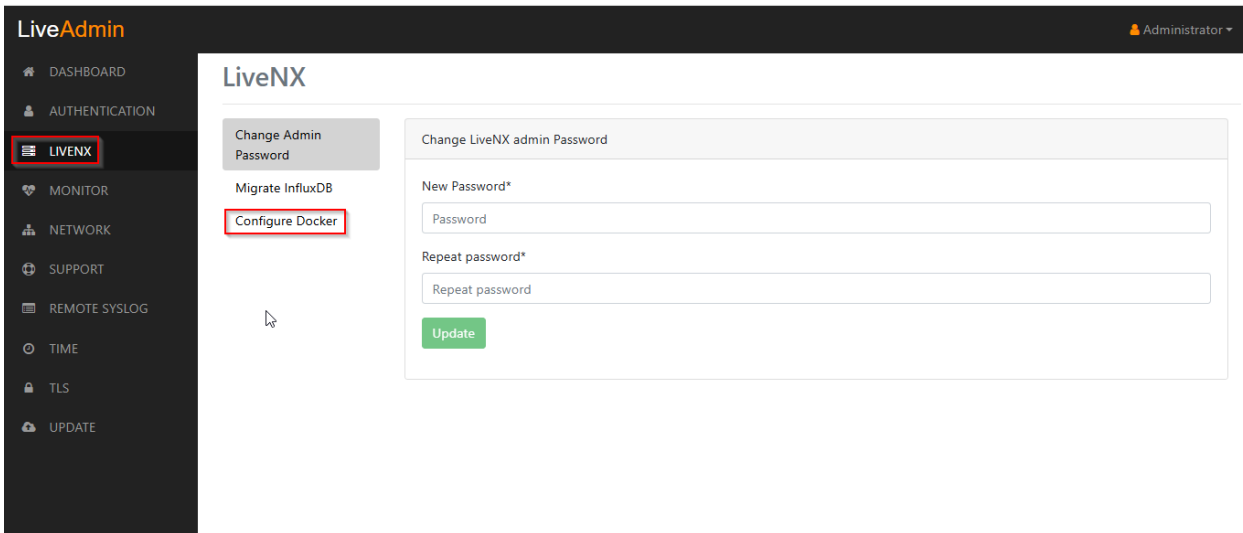 LiveAdmin
Administrator
DASHBOARD
AUTHENTICATION
LIVENX
MONITOR
NETWORK
SUPPORT
REMOTE SYSLOG
TIME
TLS
UPDATE
LiveNX
Change Admin
Password
Migrate InfluxDB
Configure Docker
Change LiveNX admin Password
New Password*
Password
Repeat password*
Repeat password
Update